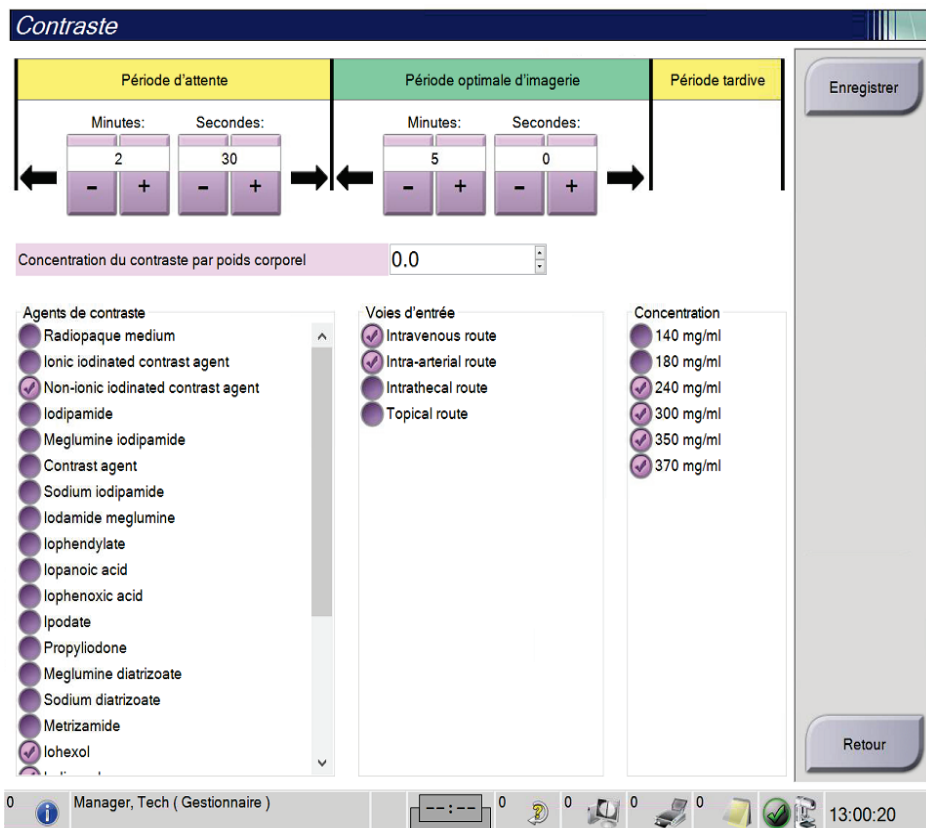 Contraste
Période d'attente
Période optimale d'imagerie
Période tardive
Enregistrer
Minutes:
Secondes:
Minutes:
Secondes:
2
30
5
0
- + - + - + - +
Concentration du contraste par poids corporel
0.0
Agents de contraste
Radiopaque medium
Ionic iodinated contrast agent
Non-ionic iodinated contrast agent
Iodipamide
Meglumine iodipamide
Contrast agent
Sodium iodipamide
Iodamide meglumine
Iophendylate
Iopanoic acid
Iophenoxic acid
Ipodate
Propyliodone
Meglumine diatrizoate
Sodium diatrizoate
Metrizamide
Iohexol
Voies d'entrée
Intravenous route
Intra-arterial route
Intrathecal route
Topical route
Concentration
140 mg/ml
180 mg/ml
240 mg/ml
300 mg/ml
350 mg/ml
370 mg/ml
Retour
0
Manager, Tech ( Gestionnaire )
--:--
0
0
0
0
13:00:20